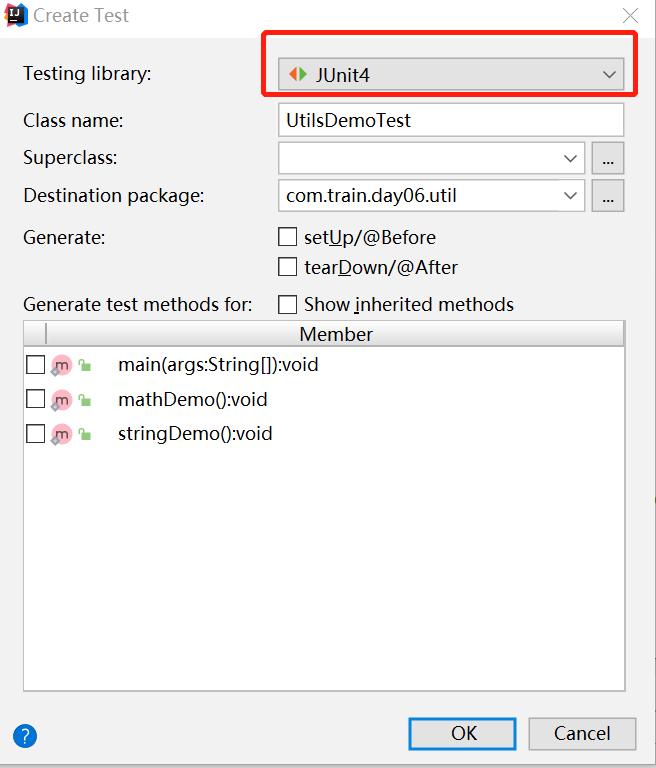 Create Test
Testing library: JUnit4
Class name: UtilsDemoTest
Superclass: ...
Destination package: com.train.day06.util ...
Generate: setUp/@Before
tearDown/@After
Generate test methods for: Show inherited methods
Member
m main(args:String[]):void
m mathDemo():void
m stringDemo():void
? OK Cancel